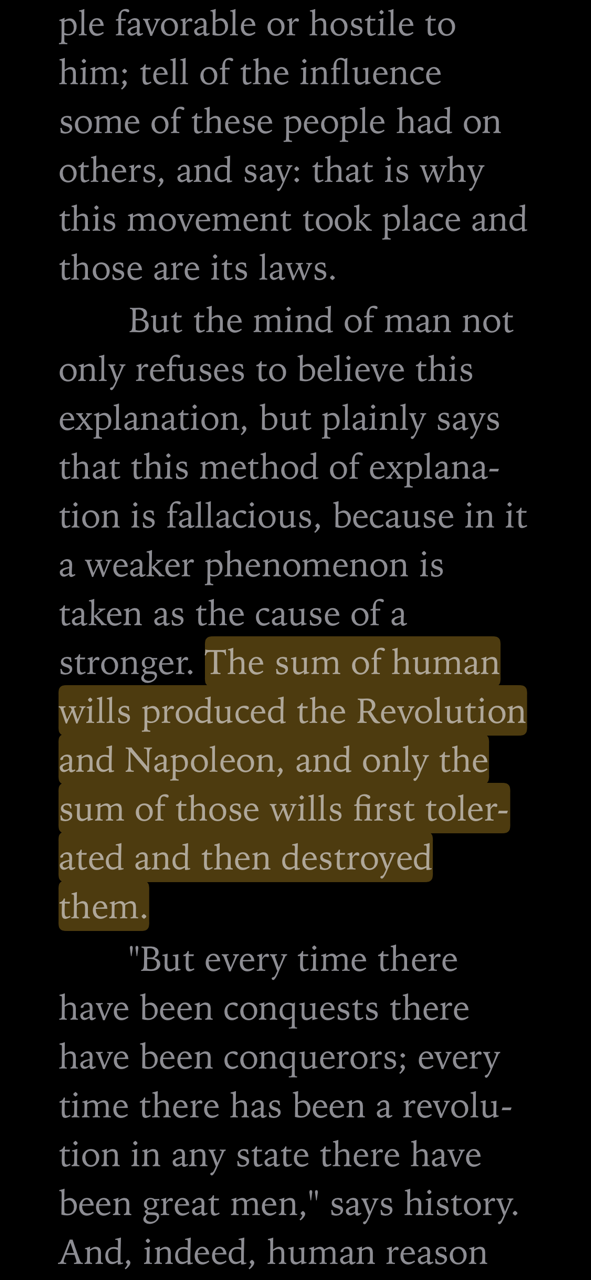 ple favorable or hostile to
him; tell of the influence
some of these people had on
others, and say: that is why
this movement took place and
those are its laws.
But the mind of man not
only refuses to believe this
explanation, but plainly says
that this method of explana-
tion is fallacious, because in it
a weaker phenomenon is
taken as the cause of a
stronger. The sum of human
wills produced the Revolution
and Napoleon, and only the
sum of those wills first toler-
ated and then destroyed
them.
"But every time there
have been conquests there
have been conquerors; every
time there has been a revolu-
tion in any state there have
been great men," says history.
And, indeed, human reason